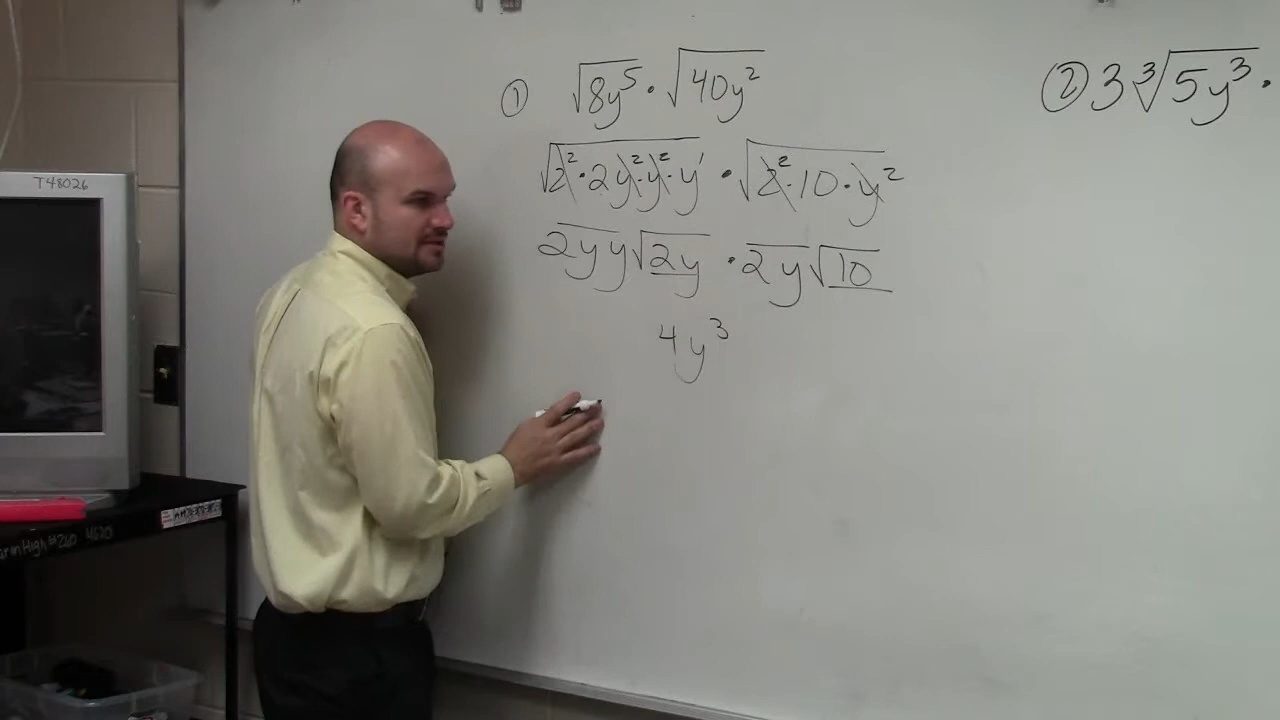 T48026
① √8y⁵ · √40y²
√2²·2y²·y²·y¹ · √2²·10·y²
2yy√2y · 2y√10
4y³
② 3∛5y³ ·